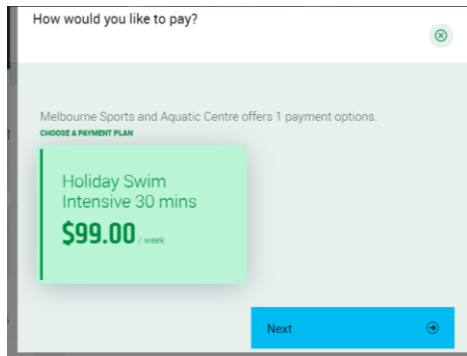 How would you like to pay?
Melbourne Sports and Aquatic Centre offers 1 payment options.
CHOOSE A PAYMENT PLAN
Holiday Swim
Intensive 30 mins
$99.00 / week
Next